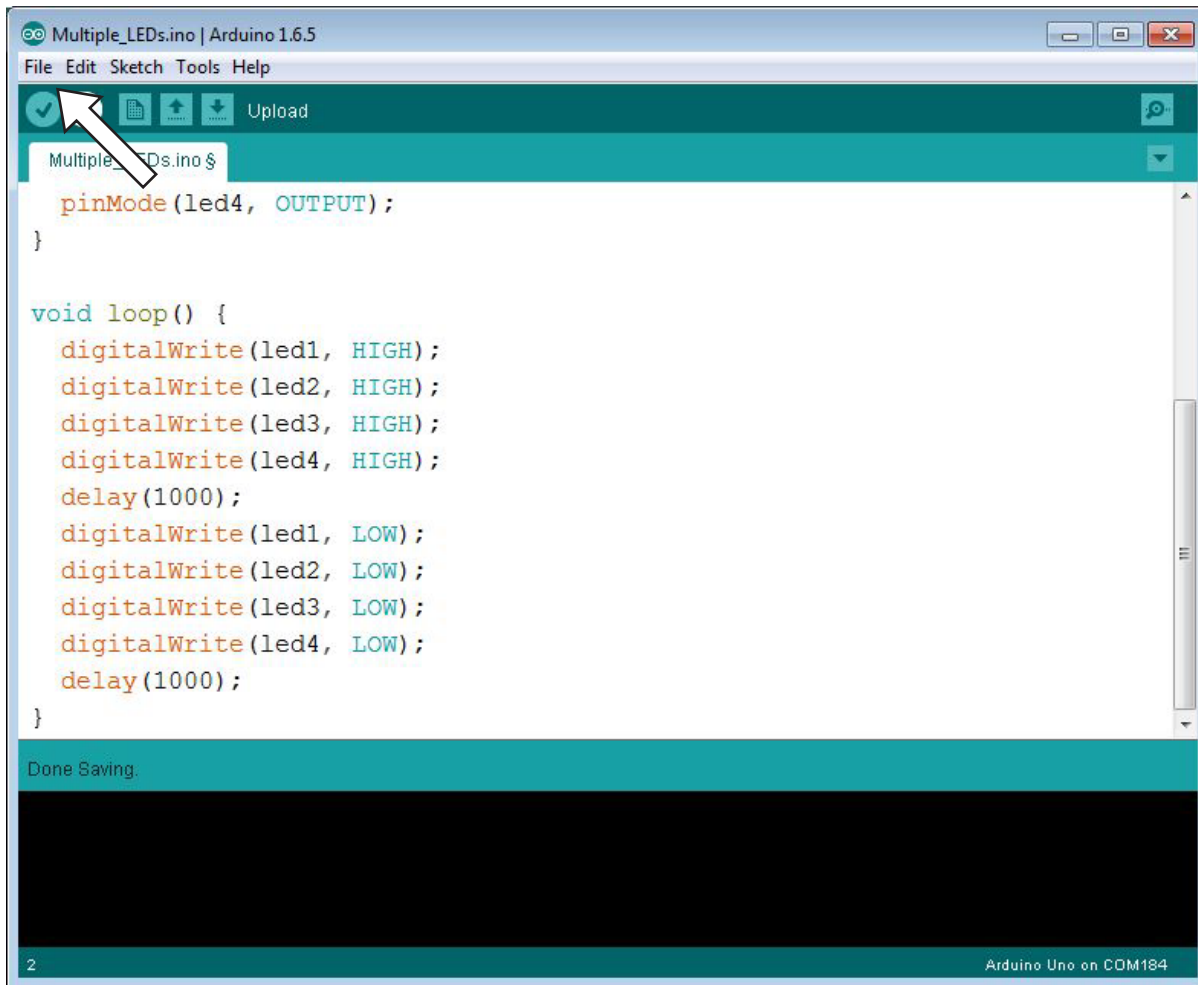 Multiple_LEDs.ino | Arduino 1.6.5
File Edit Sketch Tools Help
Upload
Multiple_LEDs.ino §
pinMode(led4, OUTPUT);
}
void loop() {
digitalWrite(led1, HIGH);
digitalWrite(led2, HIGH);
digitalWrite(led3, HIGH);
digitalWrite(led4, HIGH);
delay(1000);
digitalWrite(led1, LOW);
digitalWrite(led2, LOW);
digitalWrite(led3, LOW);
digitalWrite(led4, LOW);
delay(1000);
}
Done Saving.
2 Arduino Uno on COM184